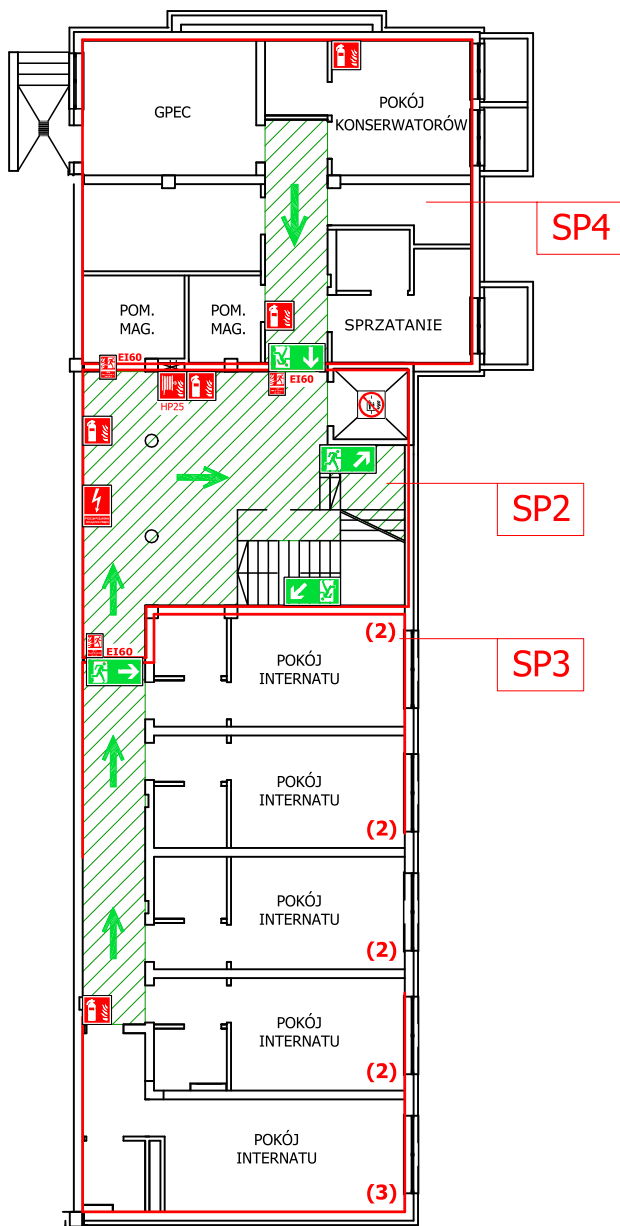 GPEC
POKÓJ
KONSERWATORÓW
SP4
POM.
MAG.
POM.
MAG.
SPRZATANIE
EI60
EI60
HP25
SP2
EI60
(2)
POKÓJ
INTERNATU
SP3
POKÓJ
INTERNATU
(2)
POKÓJ
INTERNATU
(2)
POKÓJ
INTERNATU
(2)
POKÓJ
INTERNATU
(3)